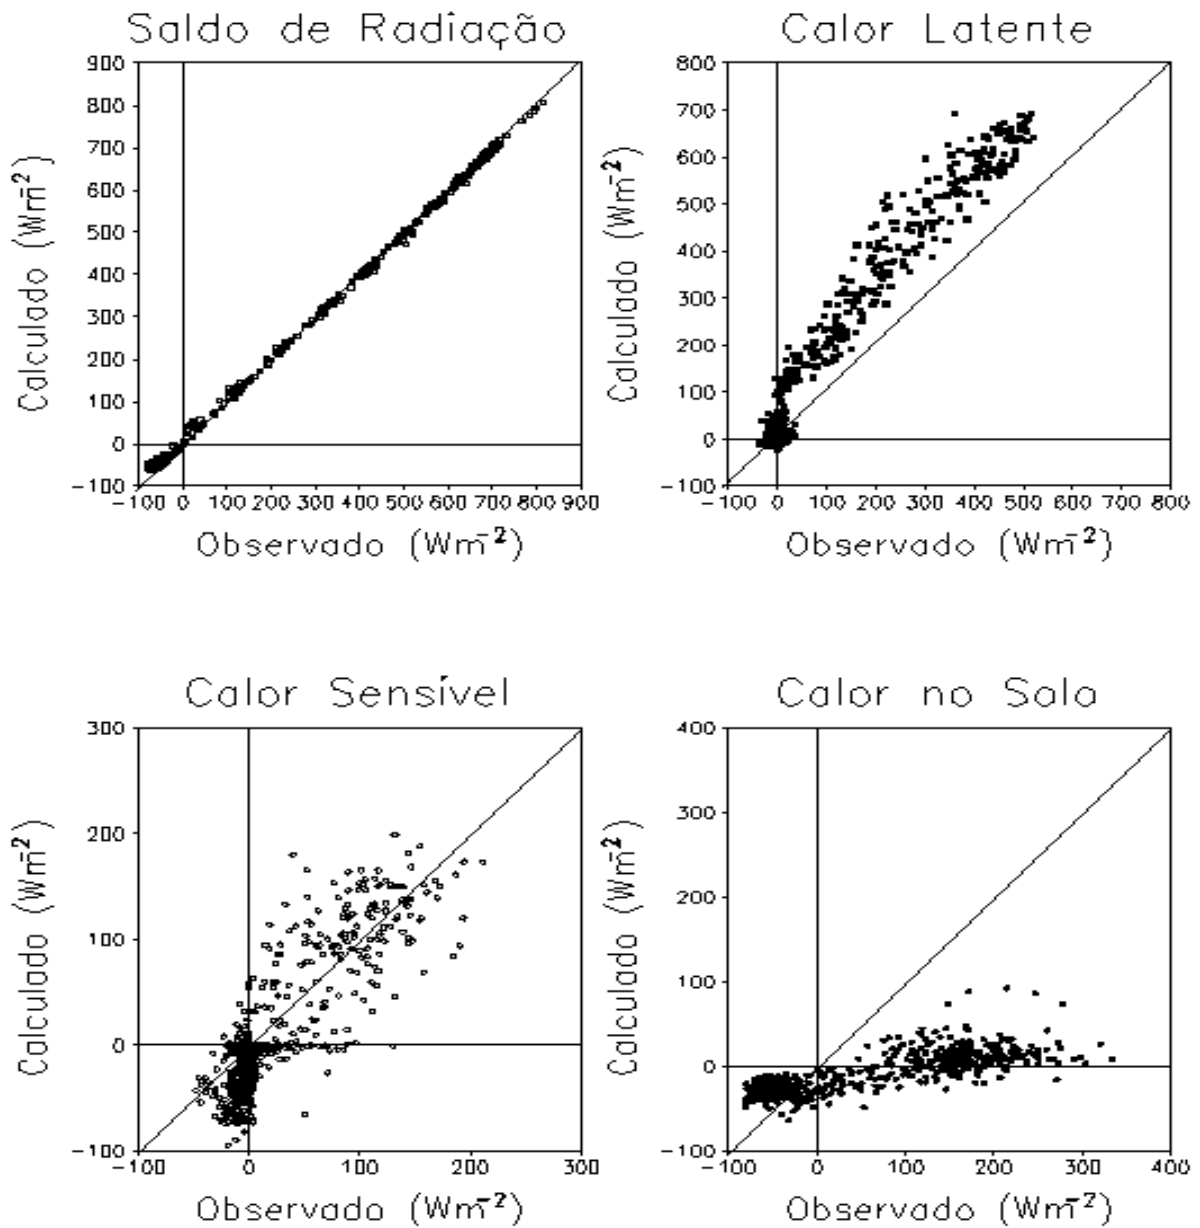 Saldo de Radiação
900
800
700
600
500
400
300
200
100
0
-100
-100 0 100 200 300 400 500 600 700 800 900
Calculado (Wm⁻²)
Observado (Wm⁻²)
Calor Latente
800
700
600
500
400
300
200
100
0
-100
-100 0 100 200 300 400 500 600 700 800
Calculado (Wm⁻²)
Observado (Wm⁻²)
Calor Sensível
300
200
100
0
-100
-100 0 100 200 300
Calculado (Wm⁻²)
Observado (Wm⁻²)
Calor no Sola
400
300
200
100
0
-100
-100 0 100 200 300 400
Calculado (Wm⁻²)
Observado (Wm⁻²)